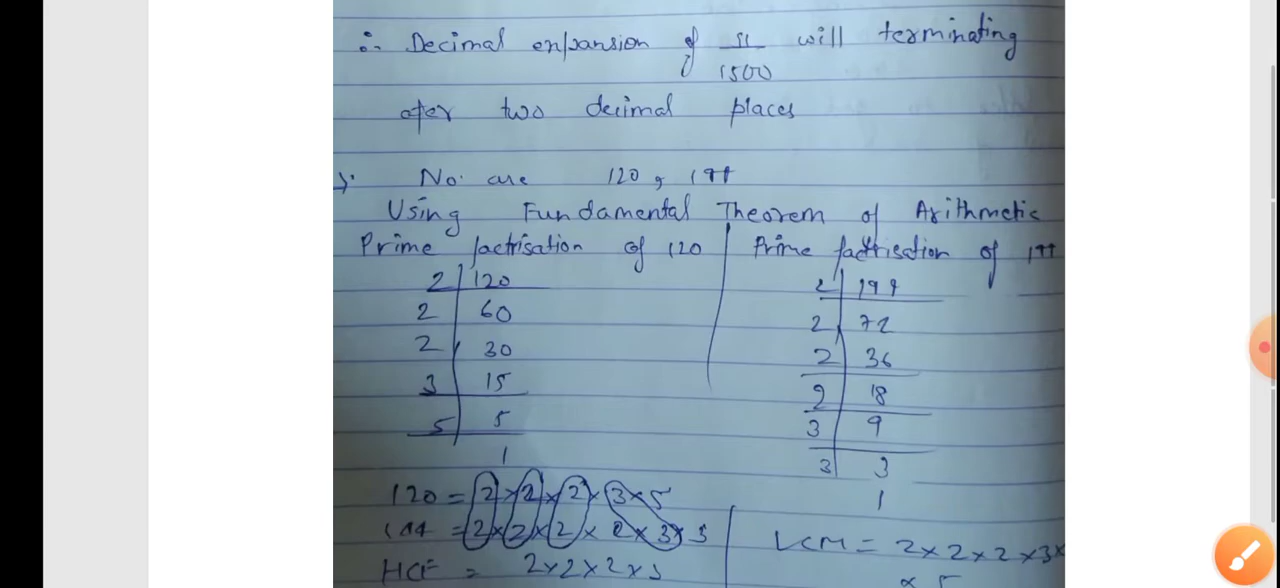 ∴ Decimal expansion of 11/1500 will terminating
after two decimal places
No. are 120, 144
Using Fundamental Theorem of Arithmetic
Prime factrisation of 120
2 | 120
2 | 60
2 | 30
3 | 15
5 | 5
1
Prime factrisation of 144
2 | 144
2 | 72
2 | 36
2 | 18
3 | 9
3 | 3
1
120 = 2 × 2 × 2 × 3 × 5
144 = 2 × 2 × 2 × 2 × 3 × 3
HCF = 2 × 2 × 2 × 3
LCM = 2 × 2 × 2 × 3 ×
× 5